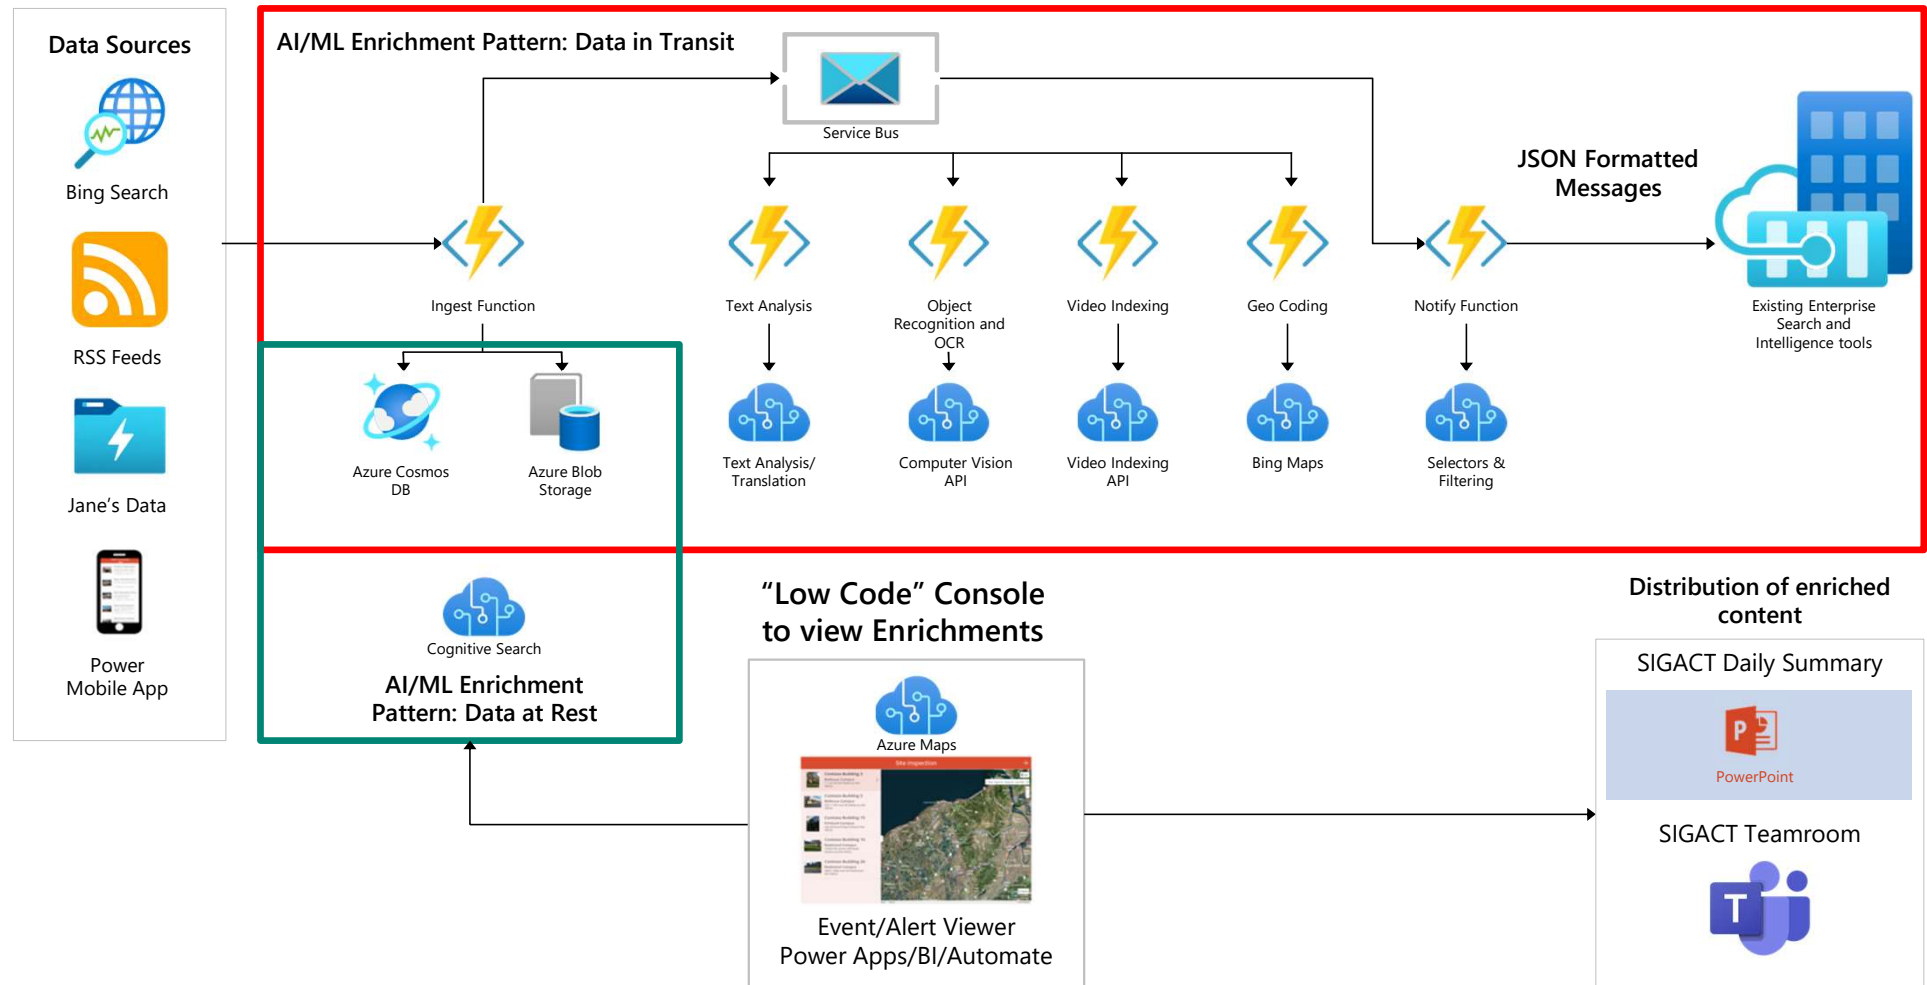 Data Sources
Bing Search
RSS Feeds
Jane's Data
Power
Mobile App
AI/ML Enrichment Pattern: Data in Transit
Service Bus
JSON Formatted
Messages
Ingest Function
Text Analysis
Object
Recognition and
OCR
Video Indexing
Geo Coding
Notify Function
Existing Enterprise
Search and
Intelligence tools
Azure Cosmos
DB
Azure Blob
Storage
Text Analysis/
Translation
Computer Vision
API
Video Indexing
API
Bing Maps
Selectors &
Filtering
Cognitive Search
AI/ML Enrichment
Pattern: Data at Rest
“Low Code” Console
to view Enrichments
Azure Maps
Site Inspection
Event/Alert Viewer
Power Apps/BI/Automate
Distribution of enriched
content
SIGACT Daily Summary
P
PowerPoint
SIGACT Teamroom
T